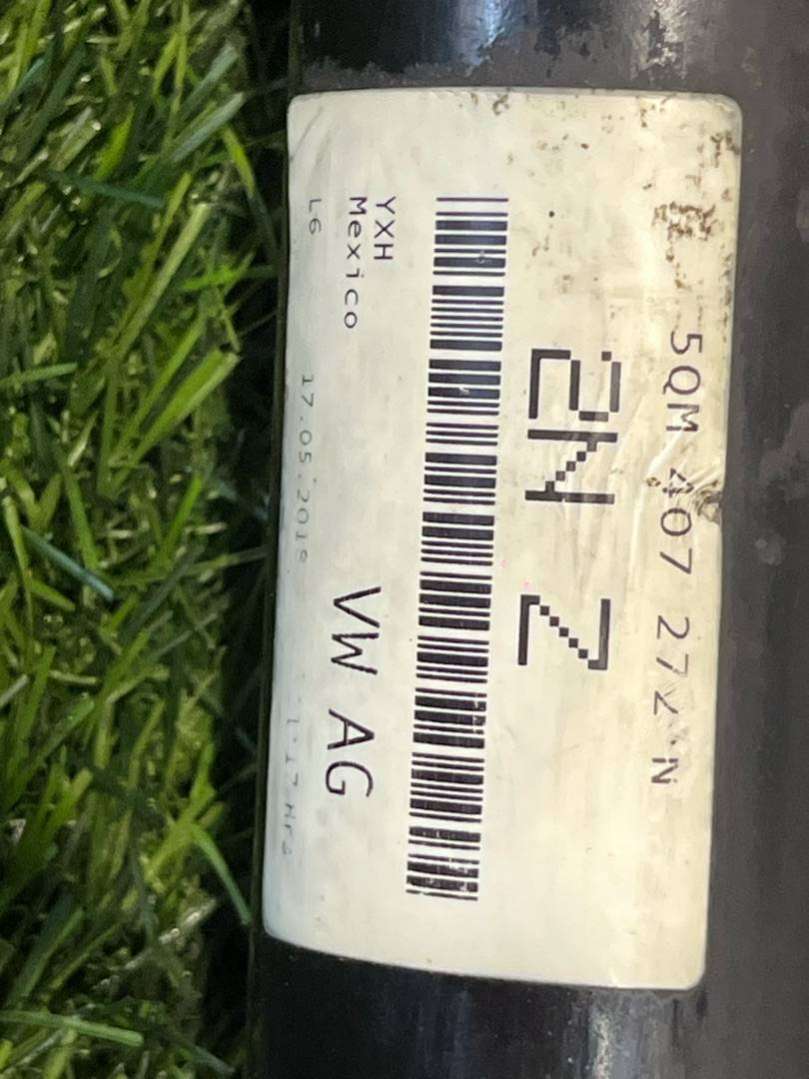 5QM 407 272 N
2N Z
YXH
Mexico
VW AG
L6 17.05.2018